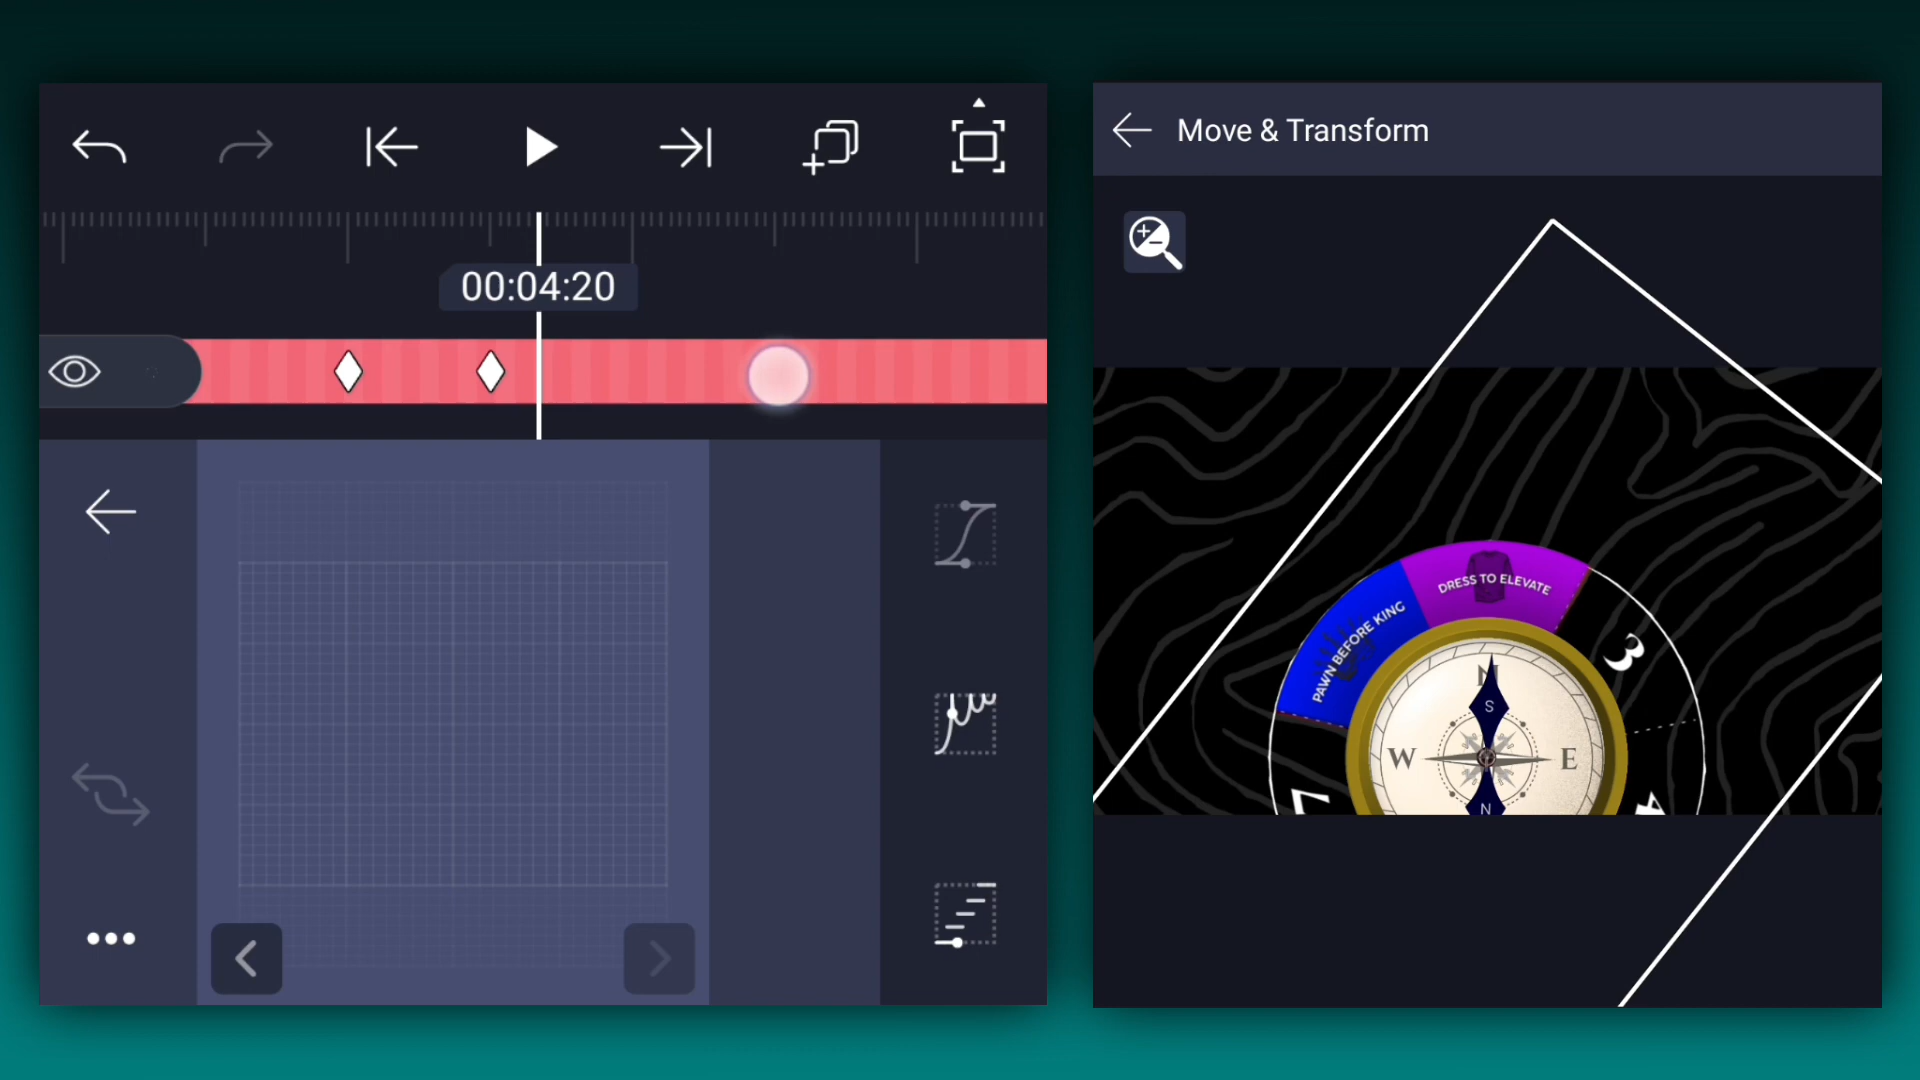 00:04:20
Move & Transform
DRESS TO ELEVATE
PAWN BEFORE KING
3
N
S
W
E
N